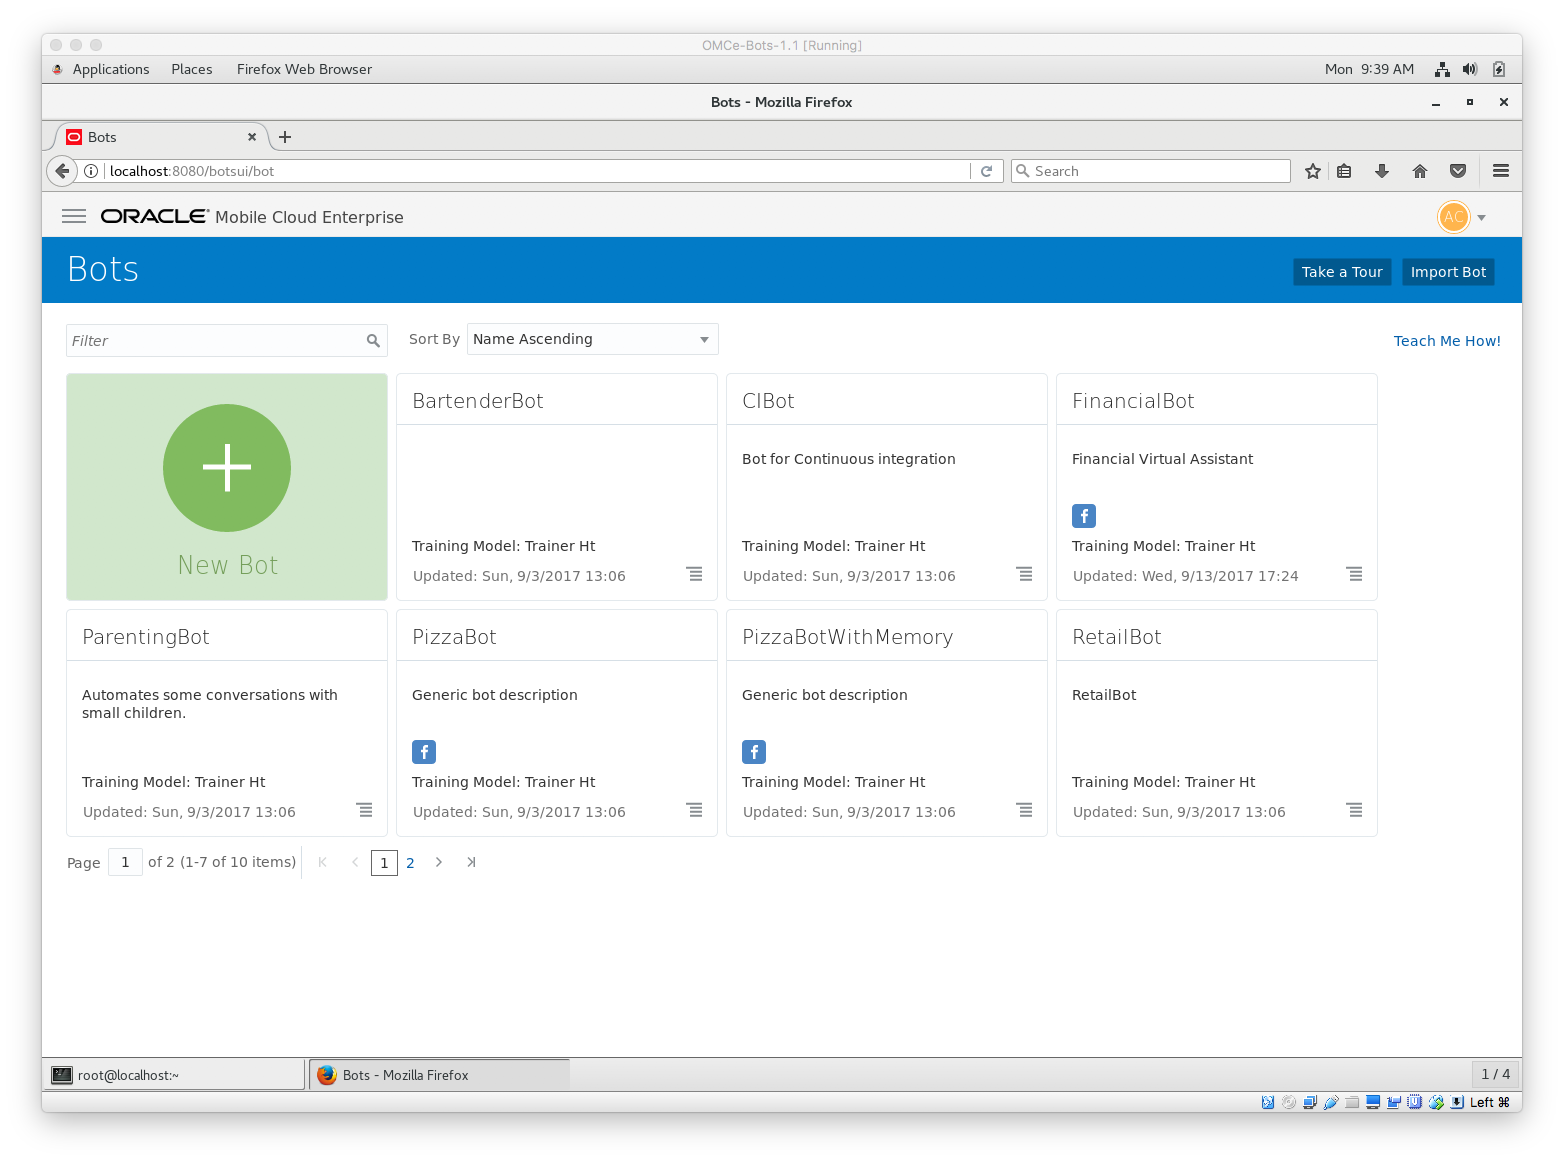 OMCe-Bots-1.1 [Running]
Applications Places Firefox Web Browser Mon 9:39 AM
Bots - Mozilla Firefox
Bots
localhost:8080/botsui/bot Search
ORACLE Mobile Cloud Enterprise AC
Bots Take a Tour Import Bot
Filter Sort By Name Ascending Teach Me How!
New Bot
BartenderBot
Training Model: Trainer Ht
Updated: Sun, 9/3/2017 13:06
CIBot
Bot for Continuous integration
Training Model: Trainer Ht
Updated: Sun, 9/3/2017 13:06
FinancialBot
Financial Virtual Assistant
Training Model: Trainer Ht
Updated: Wed, 9/13/2017 17:24
ParentingBot
Automates some conversations with
small children.
Training Model: Trainer Ht
Updated: Sun, 9/3/2017 13:06
PizzaBot
Generic bot description
Training Model: Trainer Ht
Updated: Sun, 9/3/2017 13:06
PizzaBotWithMemory
Generic bot description
Training Model: Trainer Ht
Updated: Sun, 9/3/2017 13:06
RetailBot
RetailBot
Training Model: Trainer Ht
Updated: Sun, 9/3/2017 13:06
Page 1 of 2 (1-7 of 10 items) 1 2
root@localhost:~ Bots - Mozilla Firefox 1 / 4
Left ⌘